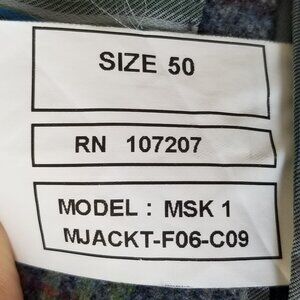 SIZE 50
RN 107207
MODEL : MSK 1
MJACKT-F06-C09